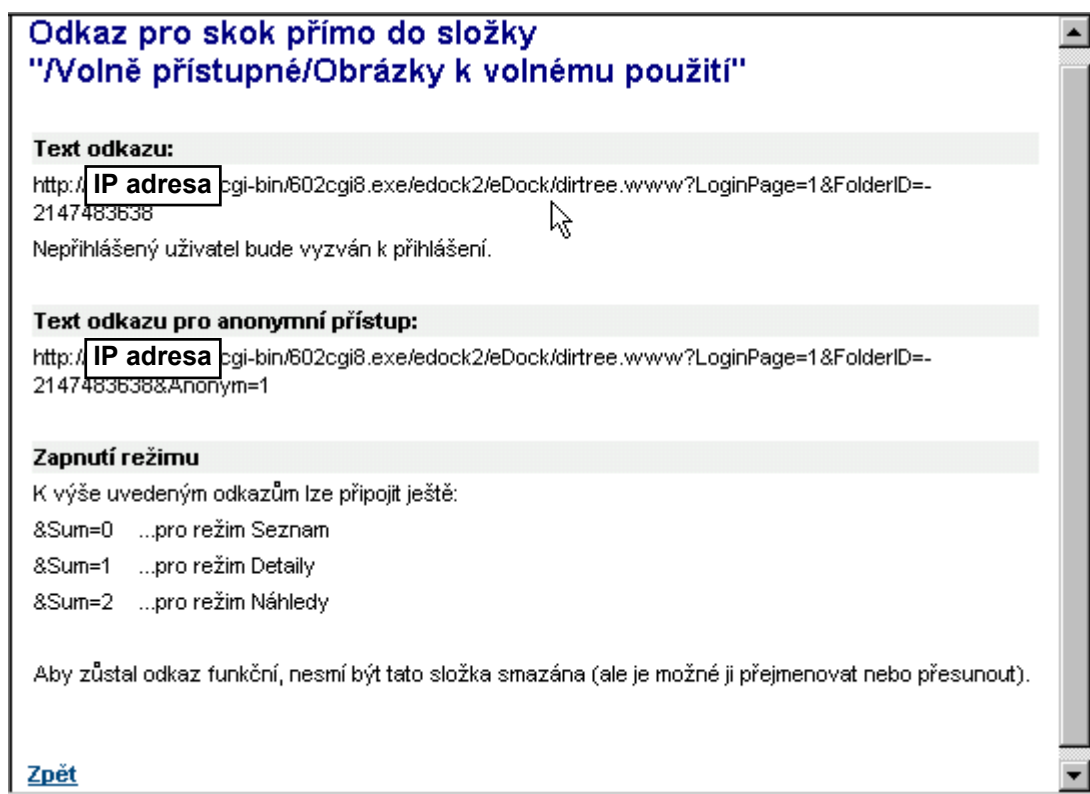 Odkaz pro skok přímo do složky
"/Volně přístupné/Obrázky k volnému použití"
Text odkazu:
http:/ IP adresa cgi-bin/602cgi8.exe/edock2/eDock/dirtree.www?LoginPage=1&FolderID=-
2147483638
Nepřihlášený uživatel bude vyzván k přihlášení.
Text odkazu pro anonymní přístup:
http:/ IP adresa cgi-bin/602cgi8.exe/edock2/eDock/dirtree.www?LoginPage=1&FolderID=-
2147483638&Anonym=1
Zapnutí režimu
K výše uvedeným odkazům lze připojit ještě:
&Sum=0 ...pro režim Seznam
&Sum=1 ...pro režim Detaily
&Sum=2 ...pro režim Náhledy
Aby zůstal odkaz funkční, nesmí být tato složka smazána (ale je možné ji přejmenovat nebo přesunout).
Zpět